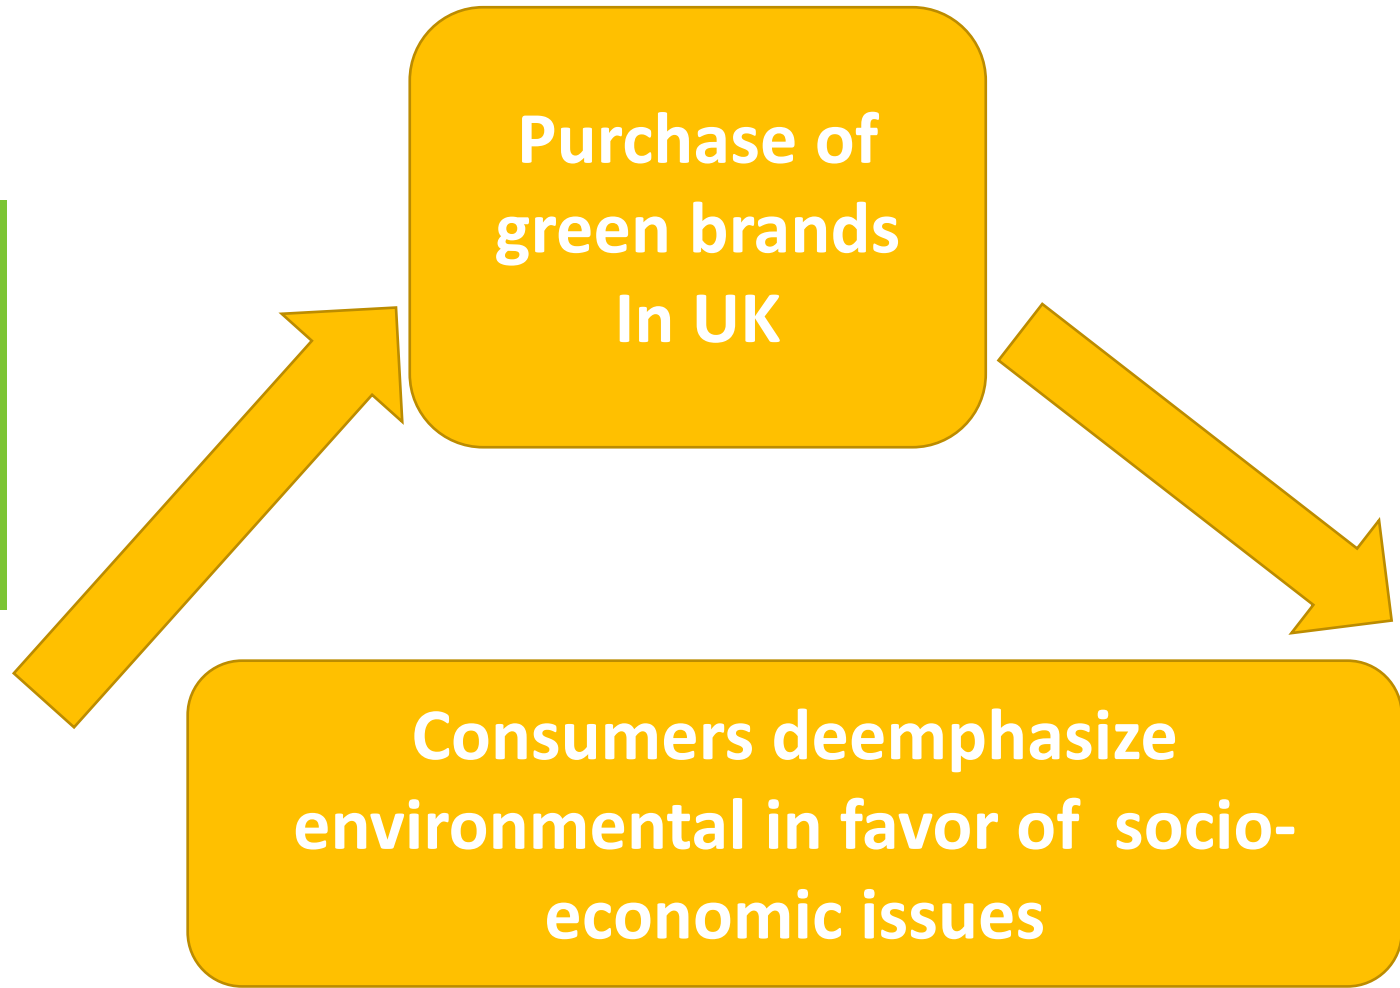 Purchase of
green brands
In UK
Consumers deemphasize
environmental in favor of  socio-
economic issues